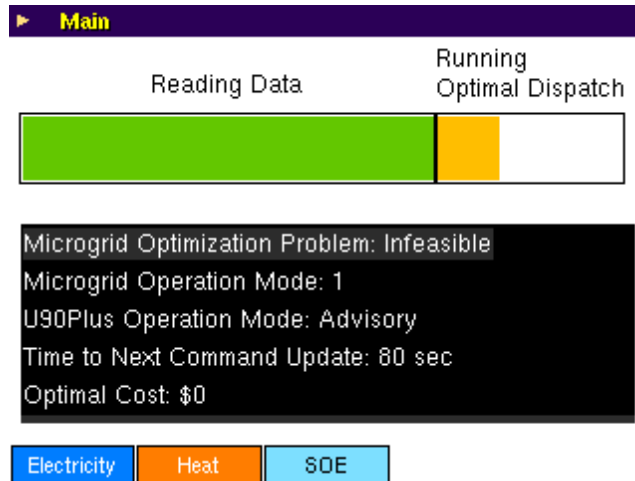 Main
Reading Data
Running
Optimal Dispatch
Microgrid Optimization Problem: Infeasible
Microgrid Operation Mode: 1
U90Plus Operation Mode: Advisory
Time to Next Command Update: 80 sec
Optimal Cost: $0
Electricity Heat SOE